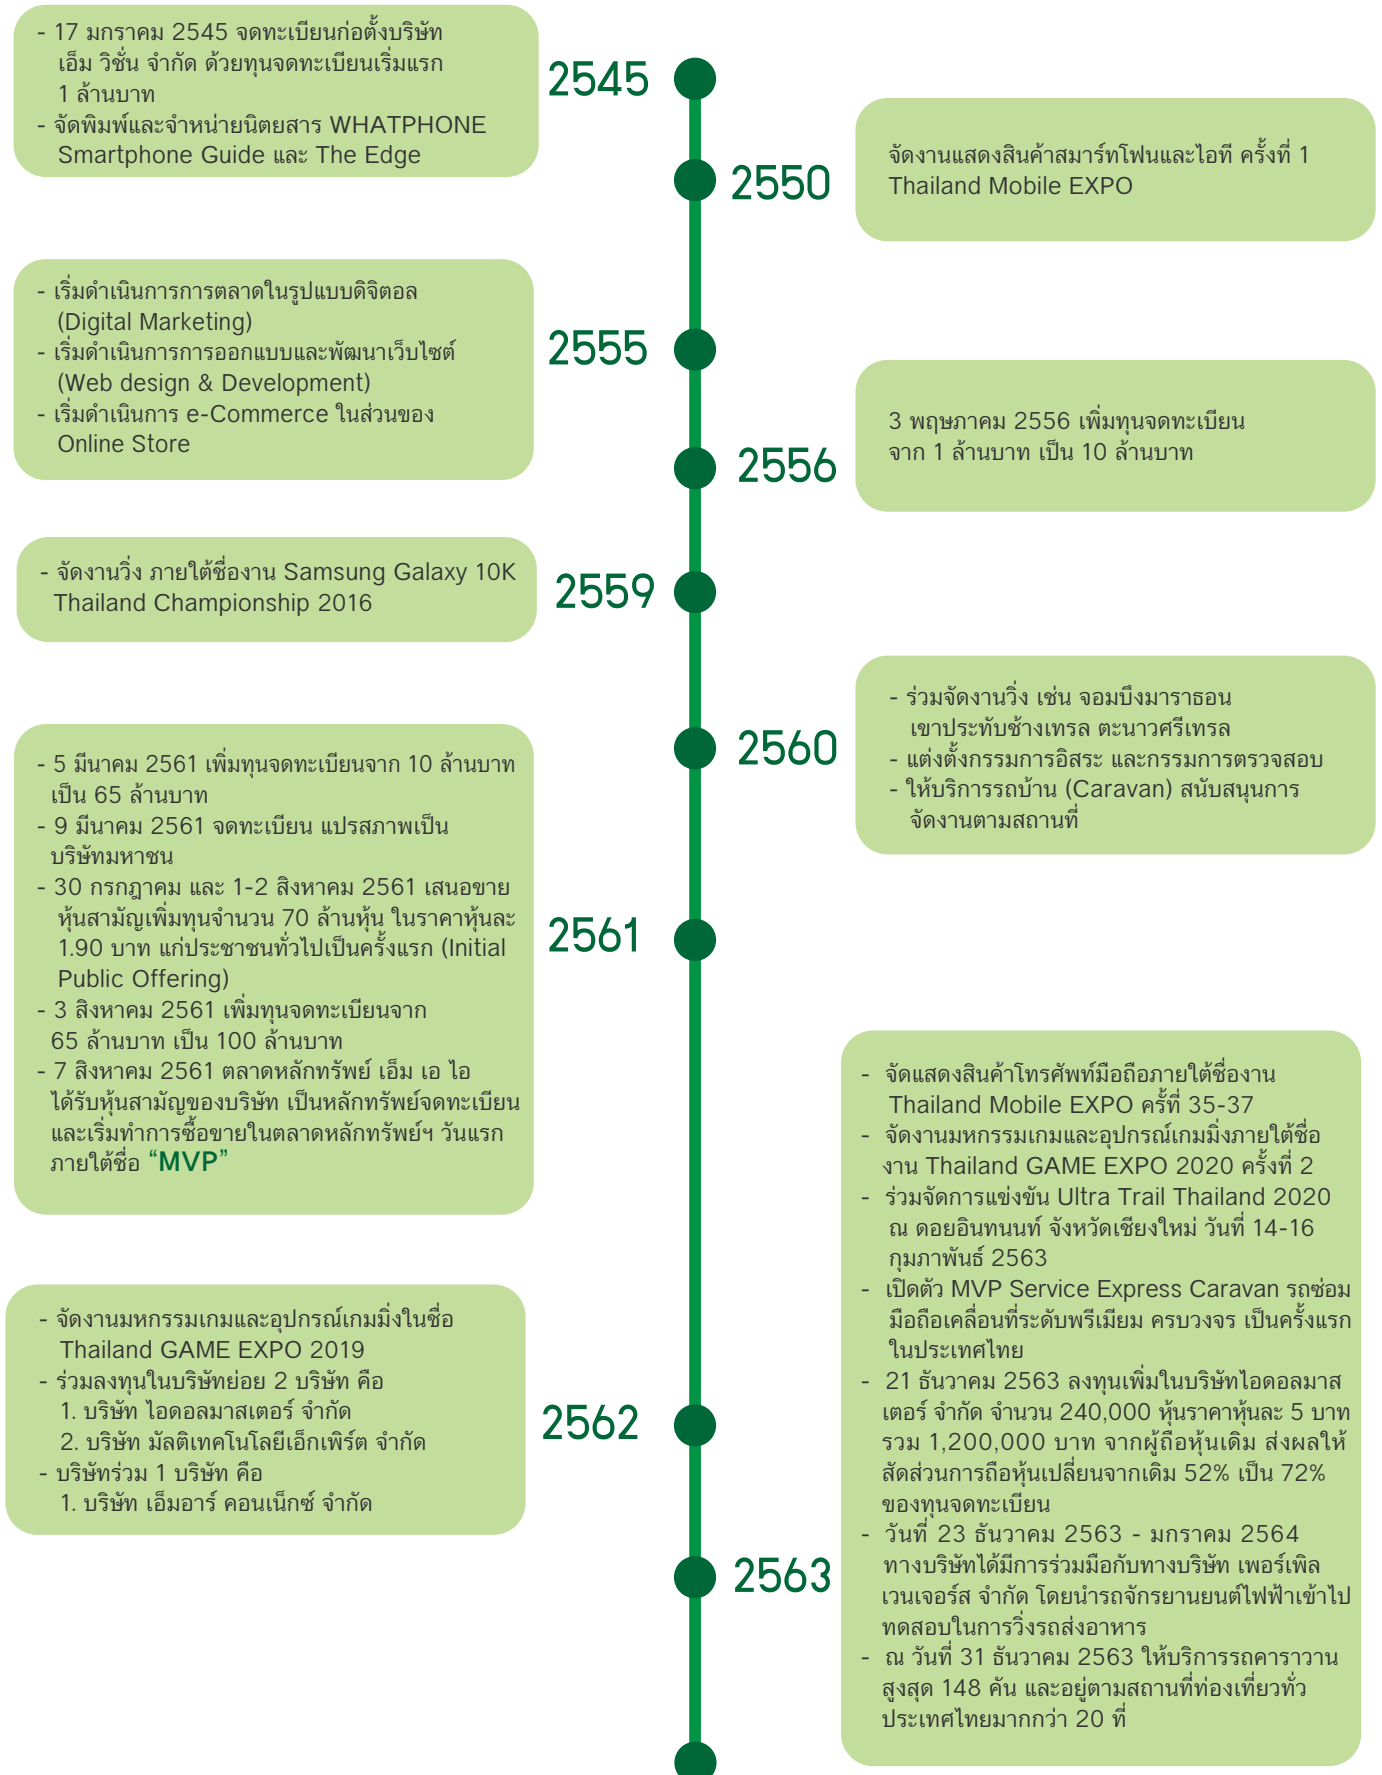 - 17 มกราคม 2545 จดทะเบียนก่อตั้งบริษัท
เอ็ม วิชั่น จำกัด ด้วยทุนจดทะเบียนเริ่มแรก
1 ล้านบาท
- จัดพิมพ์และจำหน่ายนิตยสาร WHATPHONE
Smartphone Guide และ The Edge
2545
2550
จัดงานแสดงสินค้าสมาร์ทโฟนและไอที ครั้งที่ 1
Thailand Mobile EXPO
- เริ่มดำเนินการการตลาดในรูปแบบดิจิตอล
(Digital Marketing)
- เริ่มดำเนินการการออกแบบและพัฒนาเว็บไซต์
(Web design & Development)
- เริ่มดำเนินการ e-Commerce ในส่วนของ
Online Store
2555
2556
3 พฤษภาคม 2556 เพิ่มทุนจดทะเบียน
จาก 1 ล้านบาท เป็น 10 ล้านบาท
- จัดงานวิ่ง ภายใต้ชื่องาน Samsung Galaxy 10K
Thailand Championship 2016
2559
2560
- ร่วมจัดงานวิ่ง เช่น จอมบึงมาราธอน
เขาประทับช้างเทรล ตะนาวศรีเทรล
- แต่งตั้งกรรมการอิสระ และกรรมการตรวจสอบ
- ให้บริการรถบ้าน (Caravan) สนับสนุนการ
จัดงานตามสถานที่
- 5 มีนาคม 2561 เพิ่มทุนจดทะเบียนจาก 10 ล้านบาท
เป็น 65 ล้านบาท
- 9 มีนาคม 2561 จดทะเบียน แปรสภาพเป็น
บริษัทมหาชน
- 30 กรกฎาคม และ 1-2 สิงหาคม 2561 เสนอขาย
หุ้นสามัญเพิ่มทุนจำนวน 70 ล้านหุ้น ในราคาหุ้นละ
1.90 บาท แก่ประชาชนทั่วไปเป็นครั้งแรก (Initial
Public Offering)
- 3 สิงหาคม 2561 เพิ่มทุนจดทะเบียนจาก
65 ล้านบาท เป็น 100 ล้านบาท
- 7 สิงหาคม 2561 ตลาดหลักทรัพย์ เอ็ม เอ ไอ
ได้รับหุ้นสามัญของบริษัท เป็นหลักทรัพย์จดทะเบียน
และเริ่มทำการซื้อขายในตลาดหลักทรัพย์ฯ วันแรก
ภายใต้ชื่อ “MVP”
2561
- จัดงานมหกรรมเกมและอุปกรณ์เกมมิ่งในชื่อ
Thailand GAME EXPO 2019
- ร่วมลงทุนในบริษัทย่อย 2 บริษัท คือ
1. บริษัท ไอดอลมาสเตอร์ จำกัด
2. บริษัท มัลติเทคโนโลยีเอ็กเพิร์ต จำกัด
- บริษัทร่วม 1 บริษัท คือ
1. บริษัท เอ็มอาร์ คอนเน็กซ์ จำกัด
2562
2563
- จัดแสดงสินค้าโทรศัพท์มือถือภายใต้ชื่องาน
Thailand Mobile EXPO ครั้ที่ 35-37
- จัดงานมหกรรมเกมและอุปกรณ์เกมมิ่งภายใต้ชื่อ
งาน Thailand GAME EXPO 2020 ครั้งที่ 2
- ร่วมจัดการแข่งขัน Ultra Trail Thailand 2020
ณ ดอยอินทนนท์ จังหวัดเชียงใหม่ วันที่ 14-16
กุมภาพันธ์ 2563
- เปิดตัว MVP Service Express Caravan รถซ่อม
มือถือเคลื่อนที่ระดับพรีเมียม ครบวงจร เป็นครั้งแรก
ในประเทศไทย
- 21 ธันวาคม 2563 ลงทุนเพิ่มในบริษัทไอดอลมาส
เตอร์ จำกัด จำนวน 240,000 หุ้นราคาหุ้นละ 5 บาท
รวม 1,200,000 บาท จากผู้ถือหุ้นเดิม ส่งผลให้
สัดส่วนการถือหุ้นเปลี่ยนจากเดิม 52% เป็น 72%
ของทุนจดทะเบียน
- วันที่ 23 ธันวาคม 2563 - มกราคม 2564
ทางบริษัทได้มีการร่วมมือกับทางบริษัท เพอร์เพิล
เวนเจอร์ส จำกัด โดยนำรถจักรยานยนต์ไฟฟ้าเข้าไป
ทดสอบในการวิ่งรถส่งอาหาร
- ณ วันที่ 31 ธันวาคม 2563 ให้บริการรถคาราวาน
สูงสุด 148 คัน และอยู่ตามสถานที่ท่องเที่ยวทั่ว
ประเทศไทยมากกว่า 20 ที่